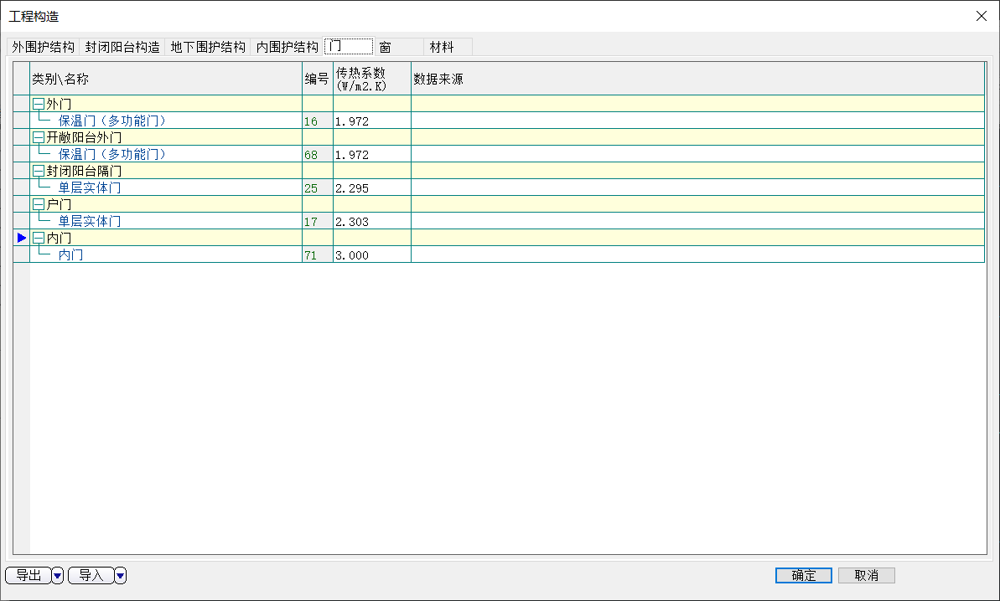 工程构造
外围护结构 封闭阳台构造 地下围护结构 内围护结构 门 窗 材料
类别\名称 编号 传热系数 (W/m2.K) 数据来源
外门
保温门（多功能门） 16 1.972
开敞阳台外门
保温门（多功能门） 68 1.972
封闭阳台隔门
单层实体门 25 2.295
户门
单层实体门 17 2.303
内门
内门 71 3.000
导出 导入 确定 取消